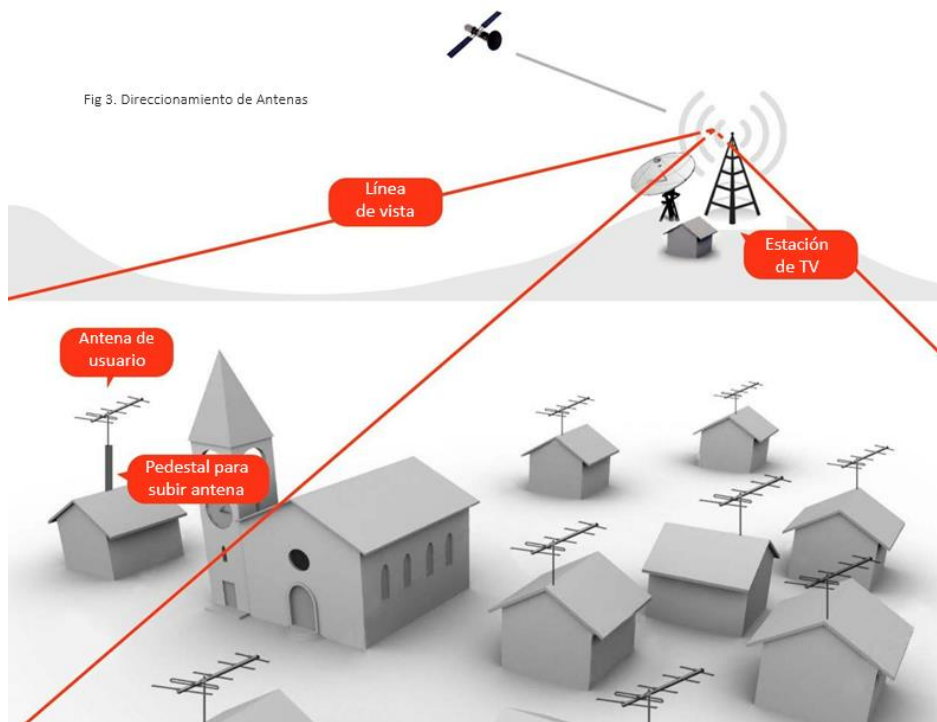 Fig 3. Direccionamiento de Antenas
Línea
de vista
Estación
de TV
Antena de
usuario
Pedestal para
subir antena